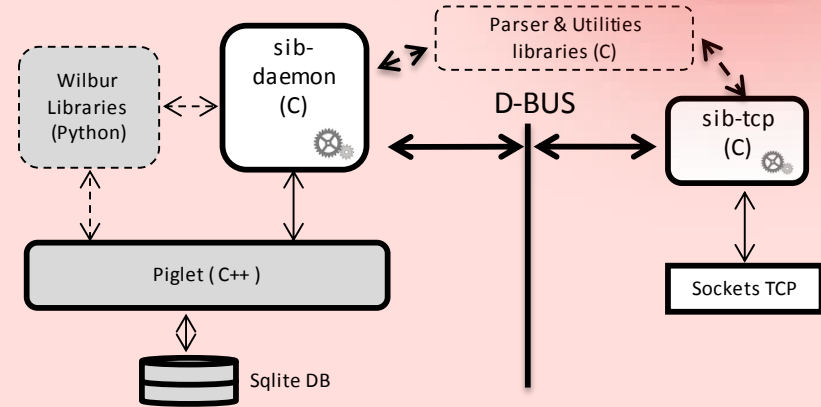 Parser & Utilities
libraries (C)
sib-
daemon
(C)
Wilbur
Libraries
(Python)
D-BUS
sib-tcp
(C)
Piglet ( C++ )
Sockets TCP
Sqlite DB